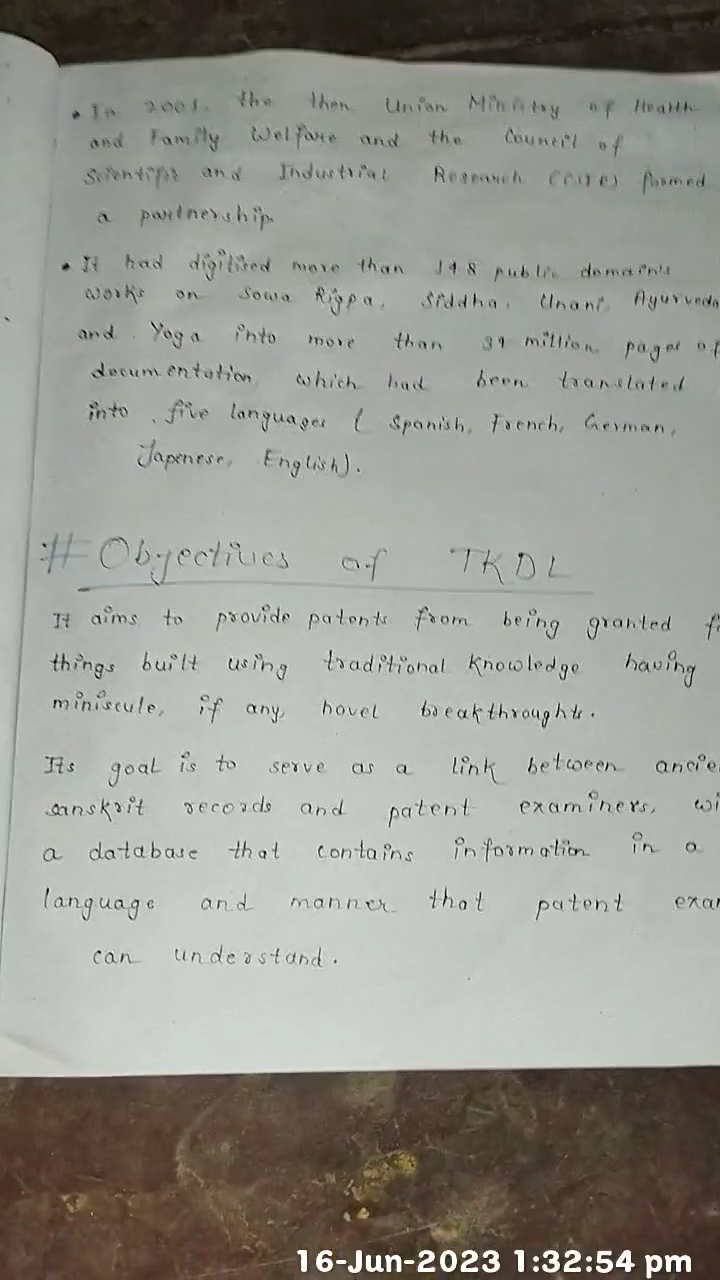 • In 2001, the then Union Ministry of Health
and Family Welfare and the Council of
Scientific and Industrial Research (CSIR) formed
a partnership.
• It had digitised more than 148 public domain's
works on Sowa Rigpa, Siddha, Unani, Ayurveda
and Yoga into more than 34 million pages of
documentation which had been translated
into five languages ( Spanish, French, German,
Japenese, English).
# Objectives of TKDL
It aims to provide patents from being granted
things built using traditional knowledge having
miniscule, if any, novel breakthroughts.
Its goal is to serve as a link between
sanskrit records and patent examiners,
a database that contains information in a
language and manner that patent
can understand.
16-Jun-2023 1:32:54 pm